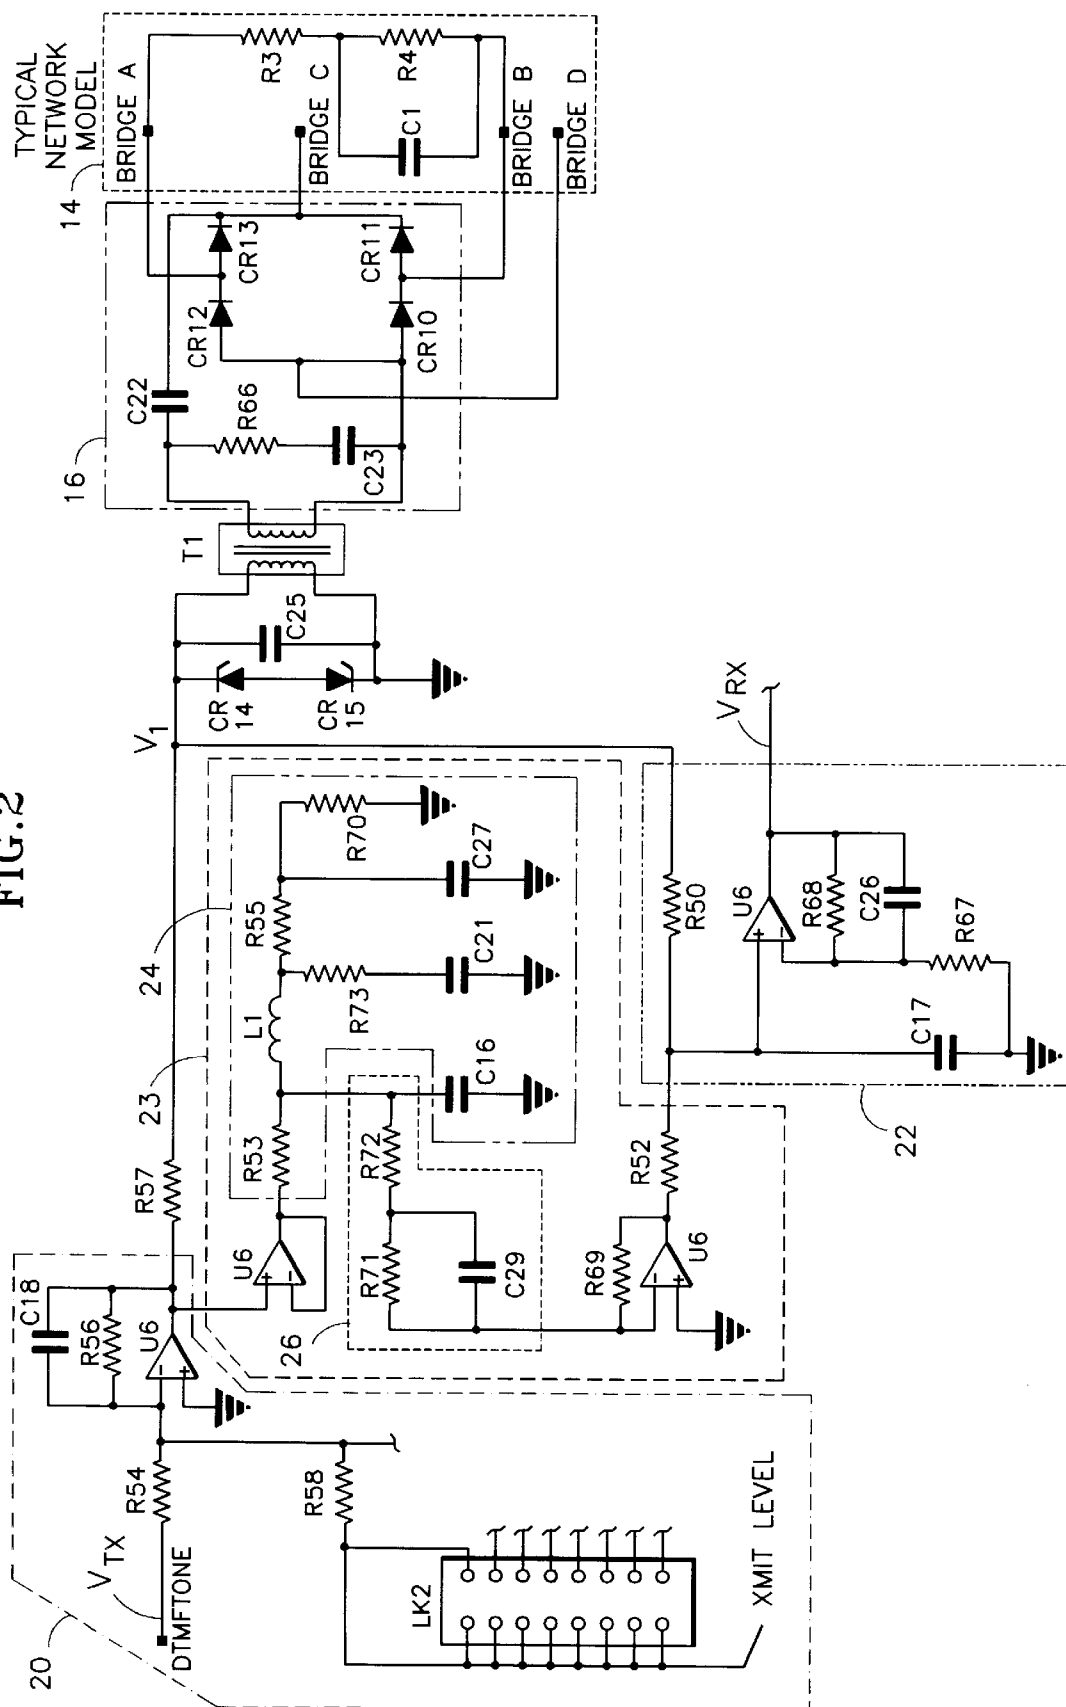 FIG.2
TYPICAL
NETWORK
MODEL
14
BRIDGE A
R3
BRIDGE C
R4
C1
BRIDGE B
BRIDGE D
16
C22
CR13
CR12
CR11
CR10
R66
C23
T1
C25
CR
14
CR
15
V1
VRX
R57
23
24
L1
R55
R70
R53
R73
C27
C21
C16
U6
R72
R71
C29
26
R69
U6
R52
R50
U6
R68
C26
R67
C17
22
C18
R56
U6
20
VTX
DTMFTONE
R54
R58
LK2
XMIT LEVEL